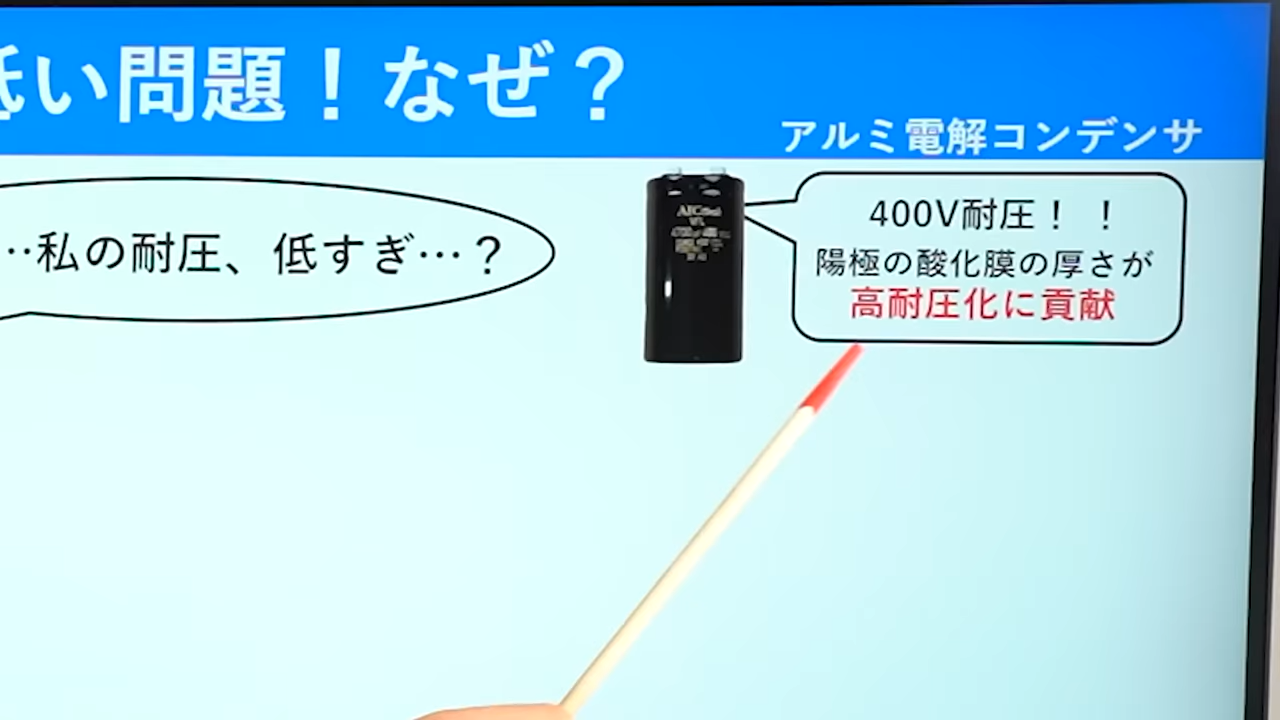 低い問題！なぜ？
アルミ電解コンデンサ
…私の耐圧、低すぎ…？
400V耐圧！！
陽極の酸化膜の厚さが
高耐圧化に貢献